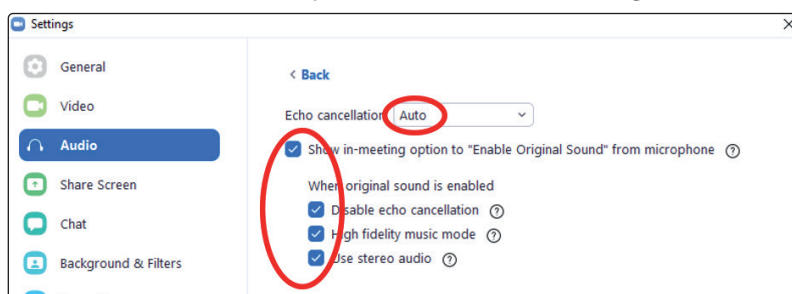 Settings
General
Video
Audio
Share Screen
Chat
Background & Filters
< Back
Echo cancellation Auto
Show in-meeting option to "Enable Original Sound" from microphone
When original sound is enabled
Disable echo cancellation
High fidelity music mode
Use stereo audio